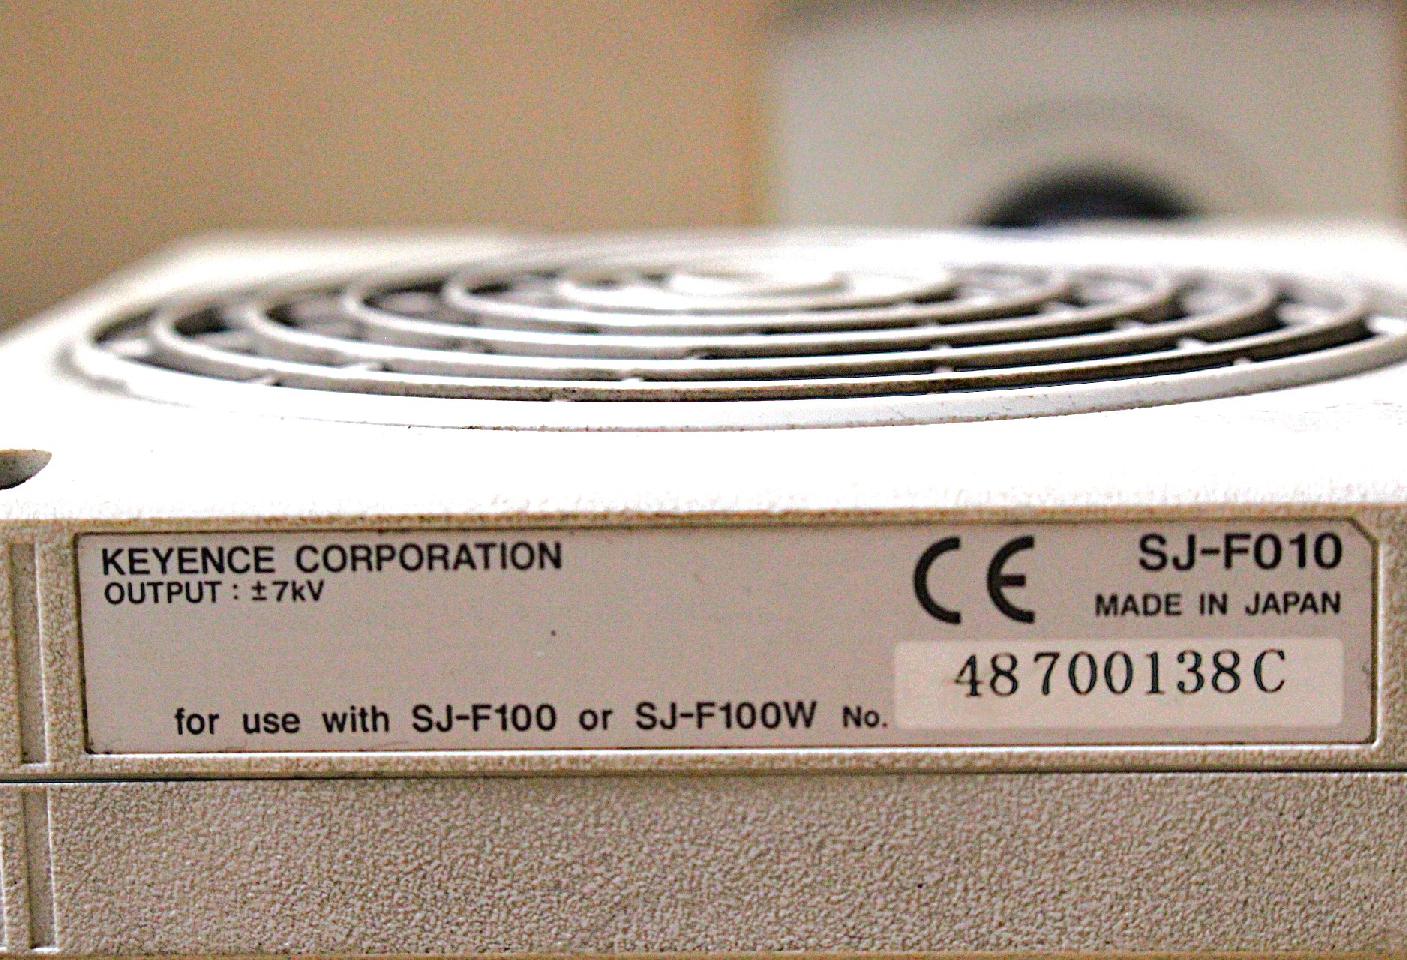 KEYENCE CORPORATION
OUTPUT : ±7kV
CE
SJ-F010
MADE IN JAPAN
for use with SJ-F100 or SJ-F100W No. 48700138C